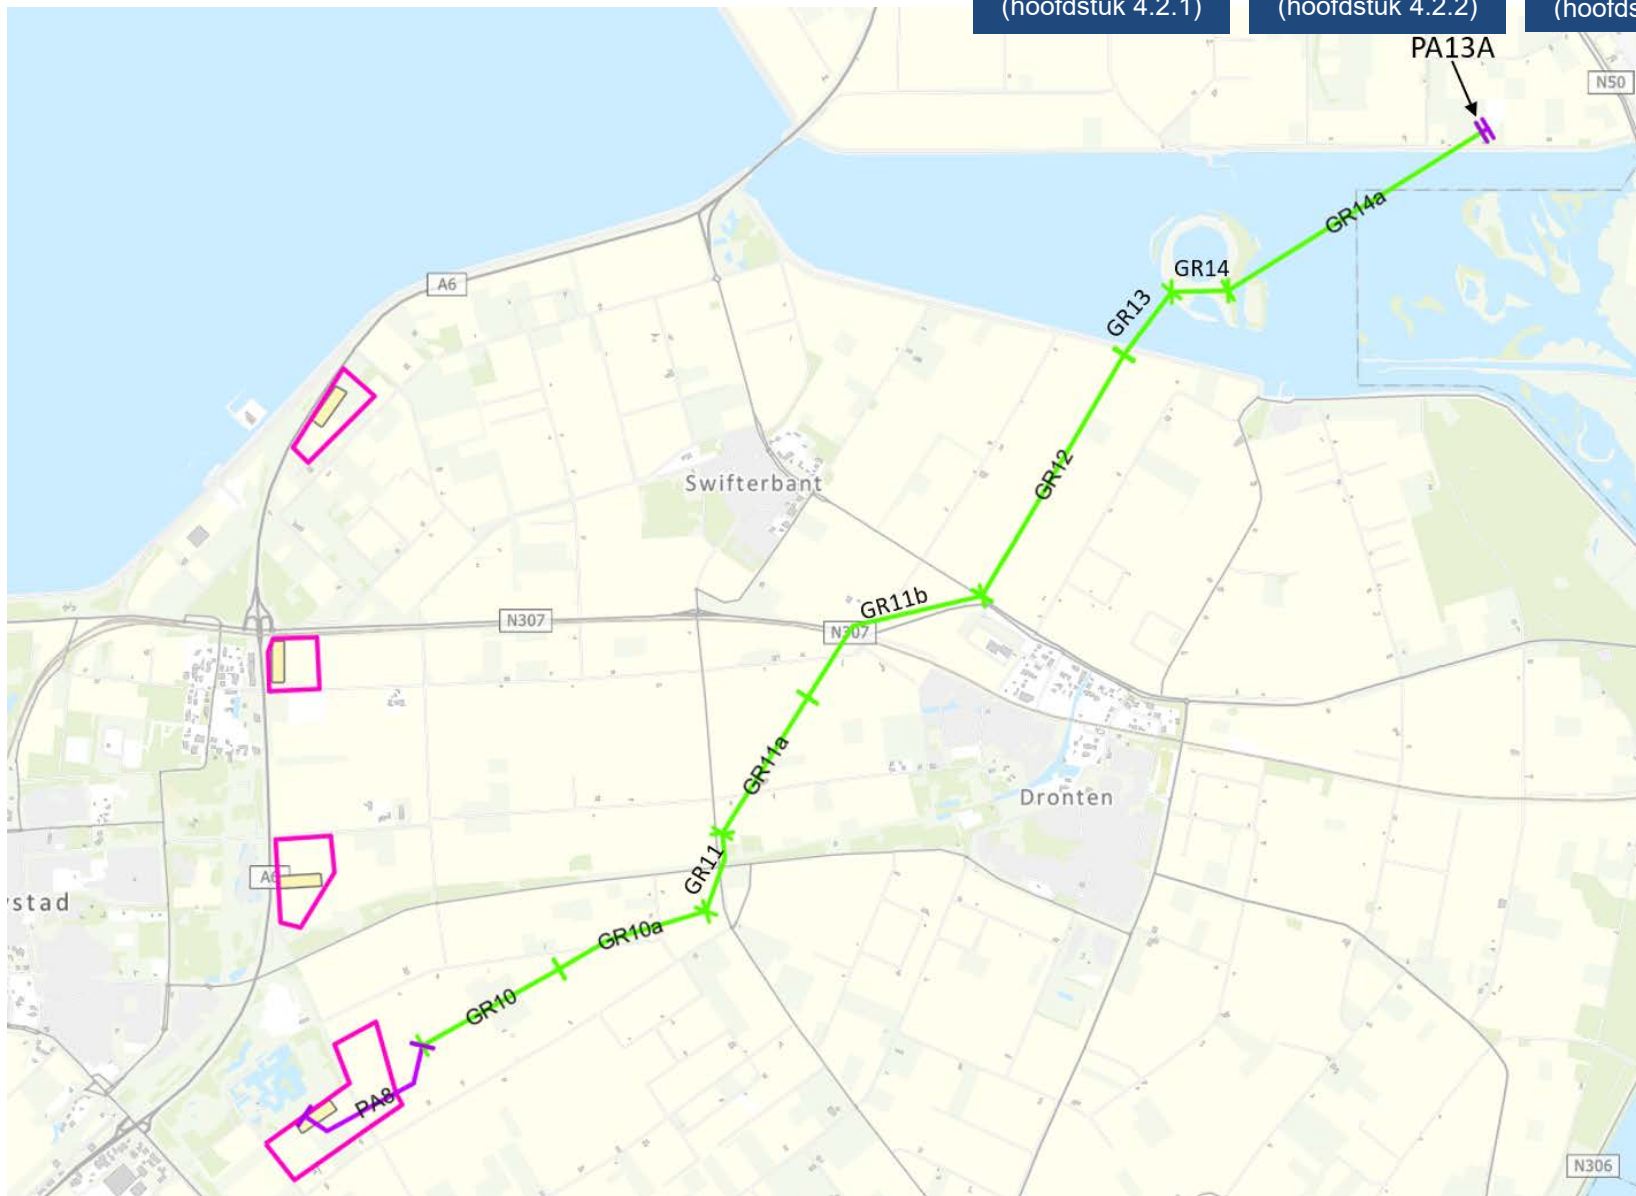 (hoofdstuk 4.2.1)
(hoofdstuk 4.2.2)
(hoofds
PA13A
N50
GR14a
GR14
A6
GR13
GR12
Swifterbant
GR11b
N307
N307
GR11a
Dronten
GR11
A6
ystad
GR10a
GR10
PA8
N306